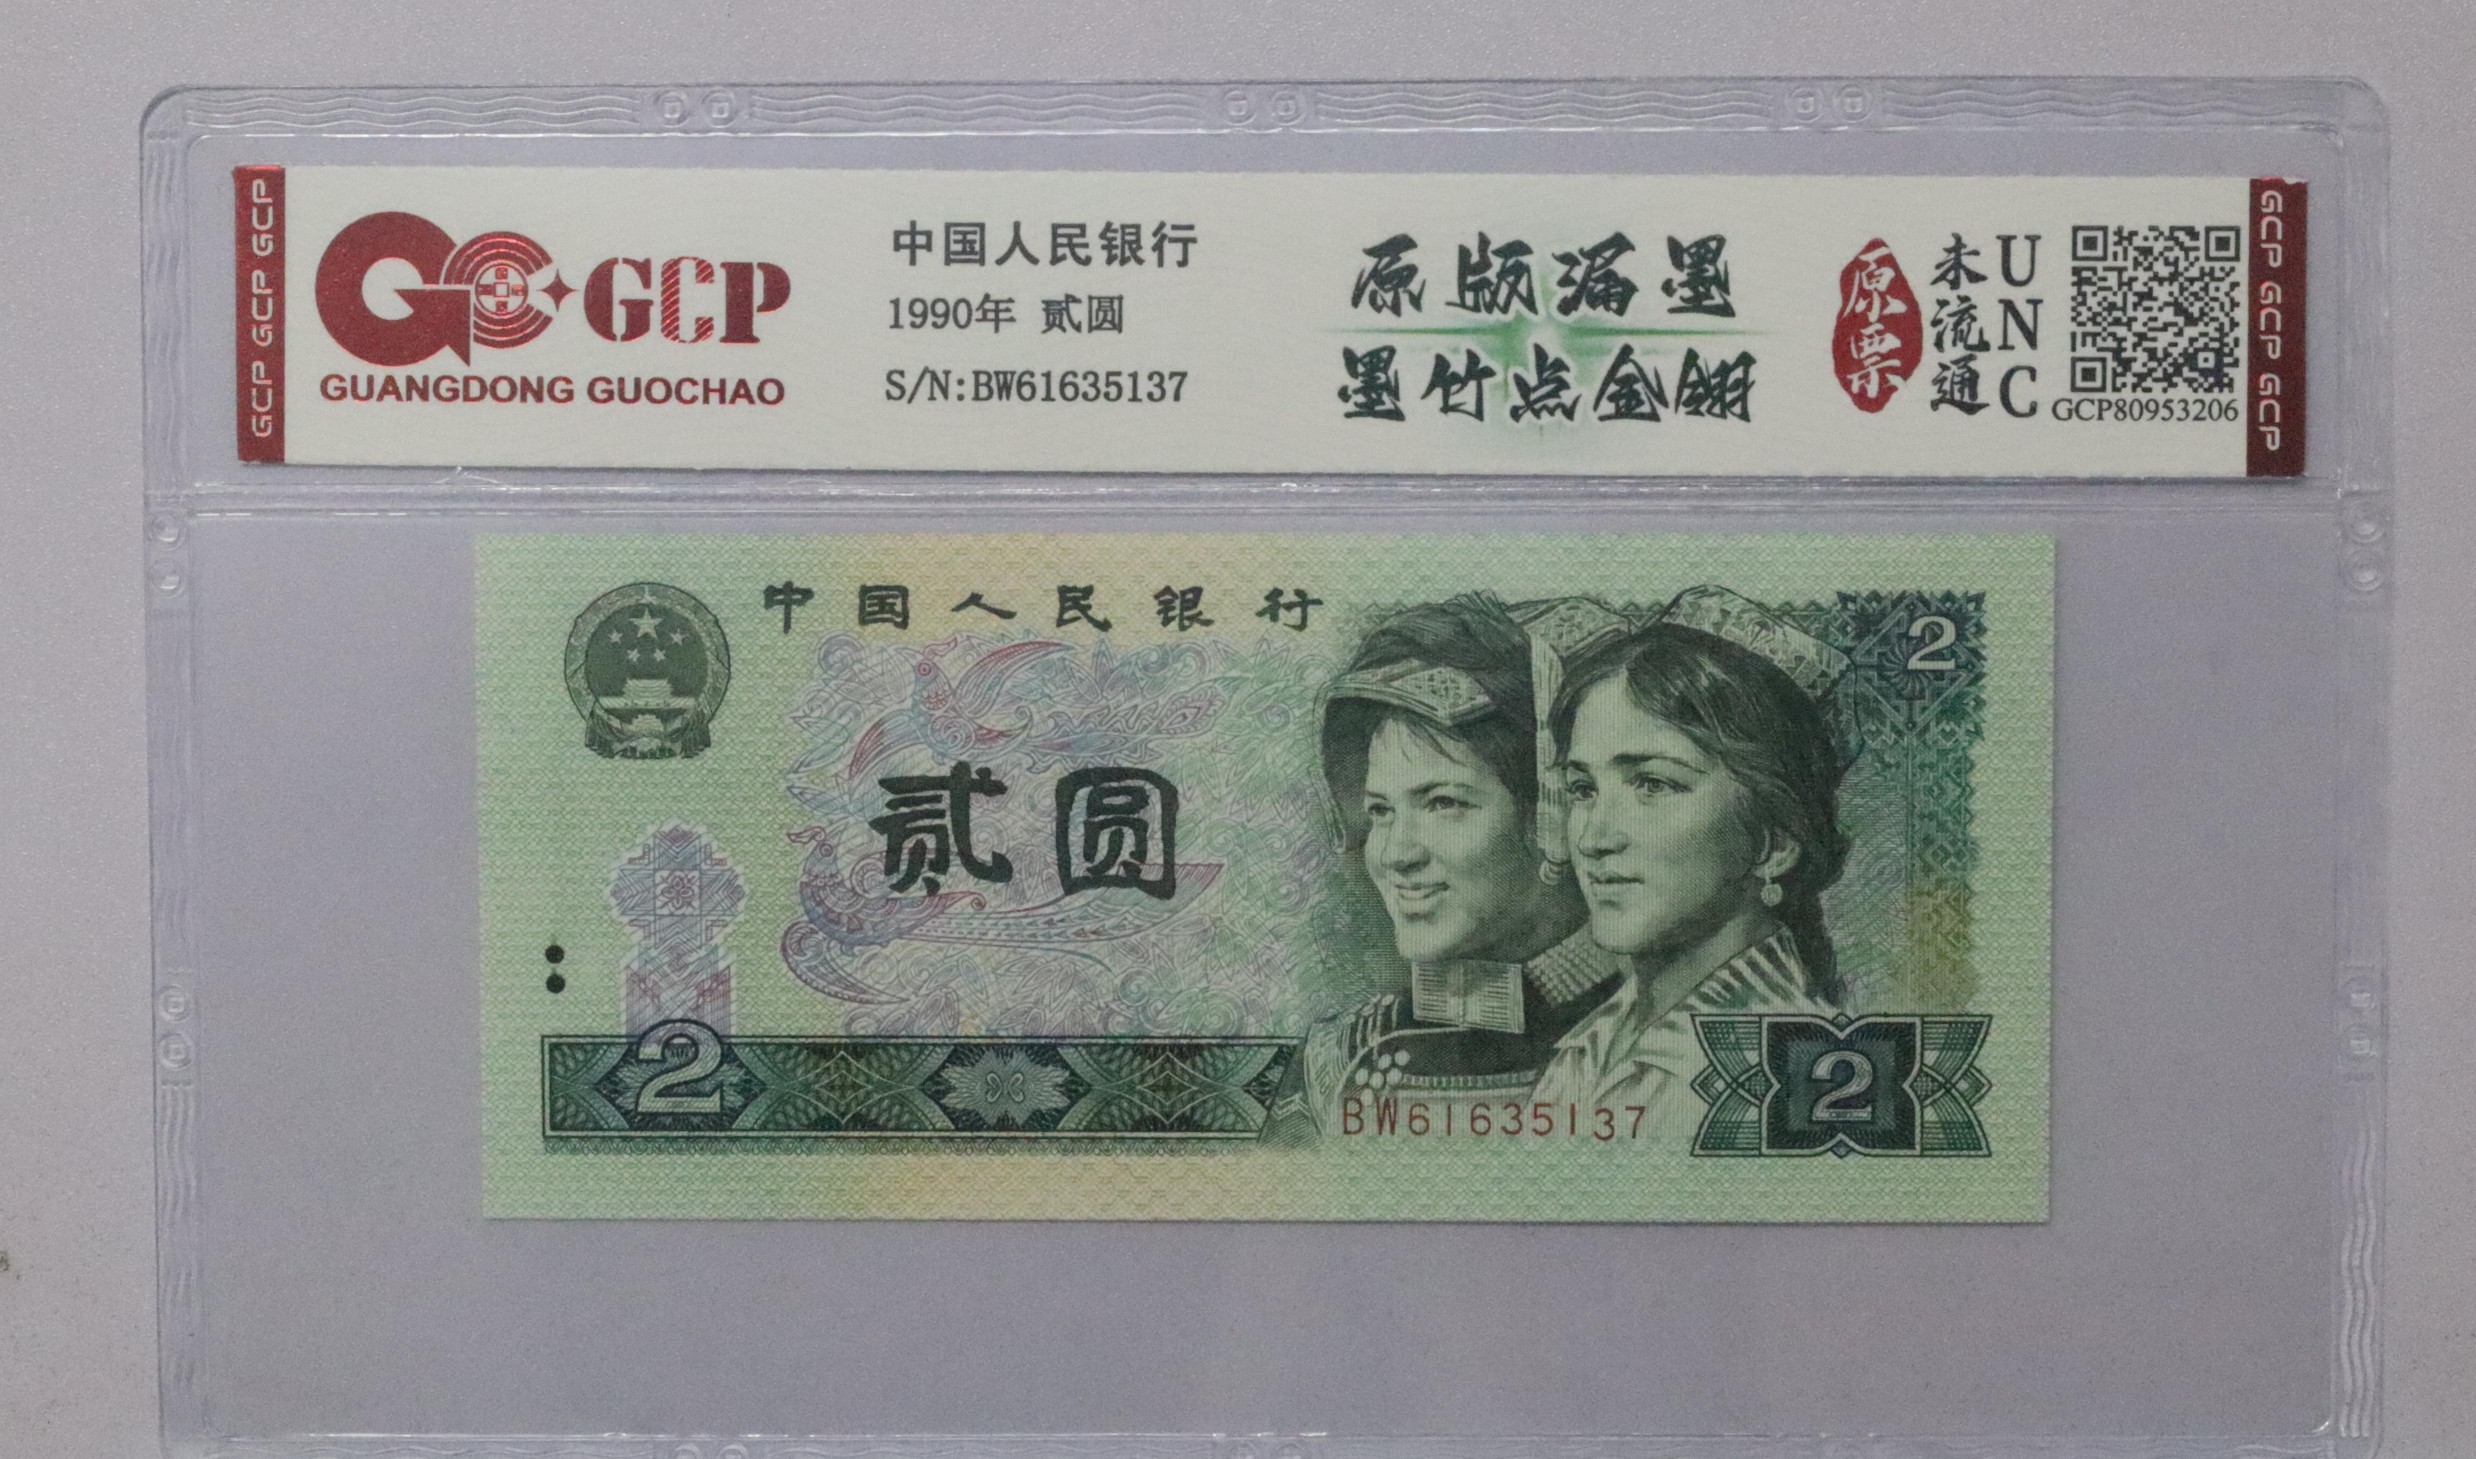 GCP GCP GCP
GCP
GUANGDONG GUOCHAO
中国人民银行
1990年 贰圆
S/N:BW61635137
原版漏墨
墨竹点金翎
原票
未流通
UNC
GCP80953206
GCP GCP GCP
中国人民银行
2
贰圆
2
BW61635137
2